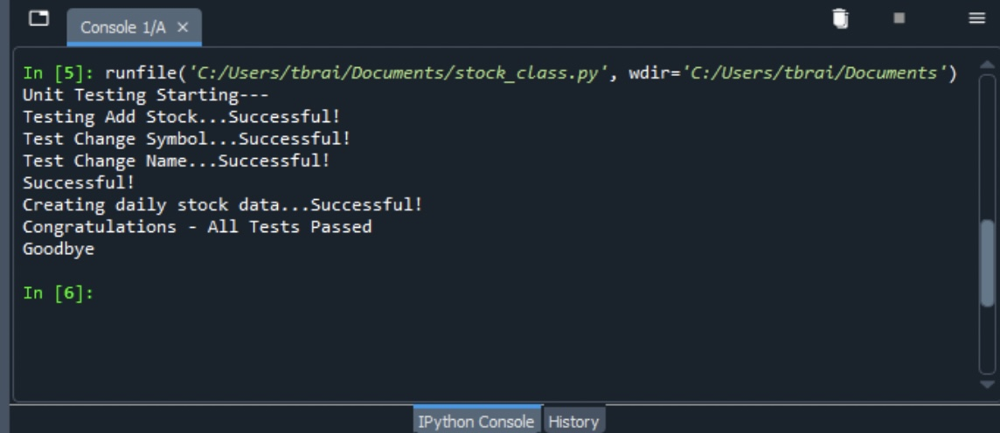 Console 1/A ×
In [5]: runfile('C:/Users/tbrai/Documents/stock_class.py', wdir='C:/Users/tbrai/Documents')
Unit Testing Starting---
Testing Add Stock...Successful!
Test Change Symbol...Successful!
Test Change Name...Successful!
Successful!
Creating daily stock data...Successful!
Congratulations - All Tests Passed
Goodbye
In [6]:
IPython Console History